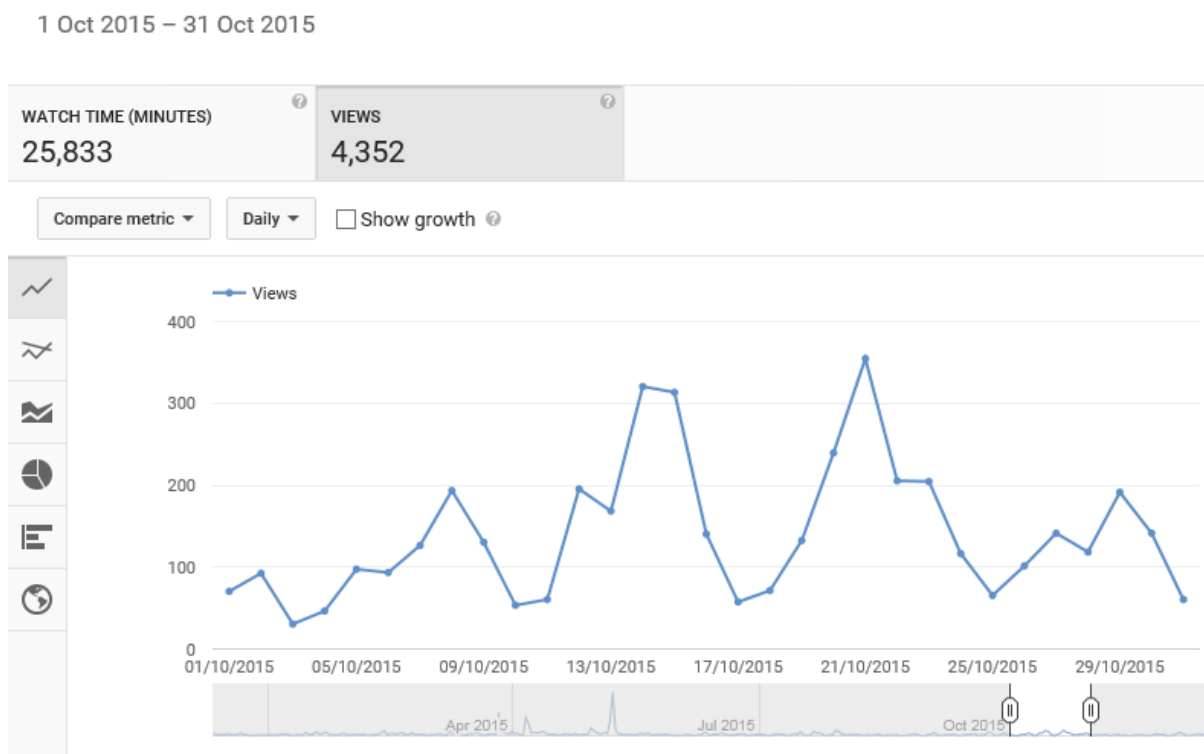 1 Oct 2015 – 31 Oct 2015
WATCH TIME (MINUTES) ?
25,833
VIEWS ?
4,352
Compare metric
Daily
Show growth ?
Views
400
300
200
100
0
01/10/2015 05/10/2015 09/10/2015 13/10/2015 17/10/2015 21/10/2015 25/10/2015 29/10/2015
Apr 2015 Jul 2015 Oct 2015